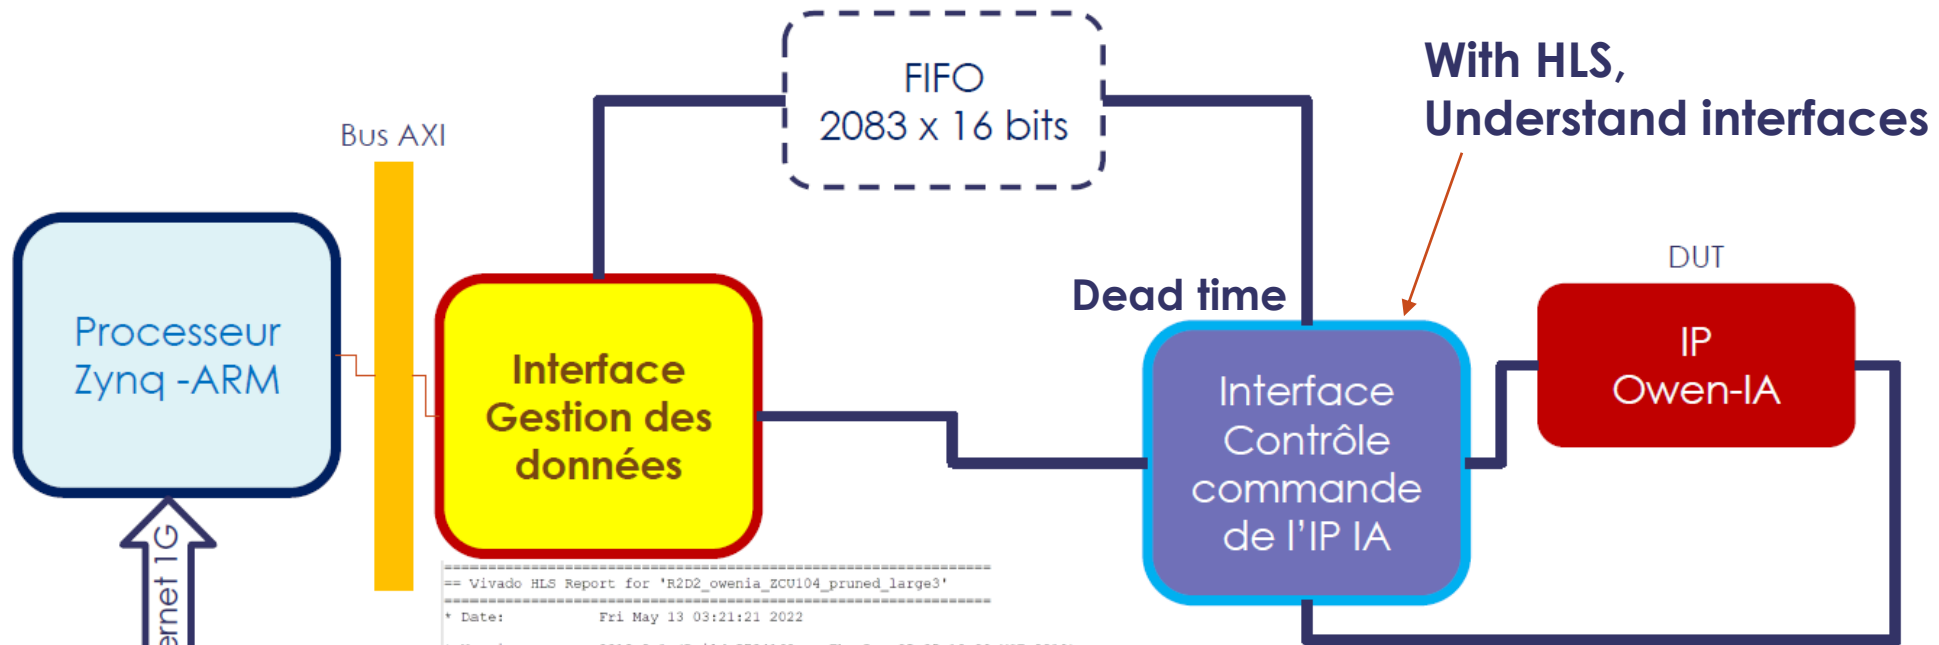 FIFO
2083 x 16 bits
With HLS,
Understand interfaces
Bus AXI
DUT
Dead time
Processeur
Zynq -ARM
Interface
Gestion des
données
Interface
Contrôle
commande
de l'IP IA
IP
Owen-IA
1G
== Vivado HLS Report for 'R2D2_owenia_ZCU104_pruned_large3'
* Date: Fri May 13 03:21:21 2022